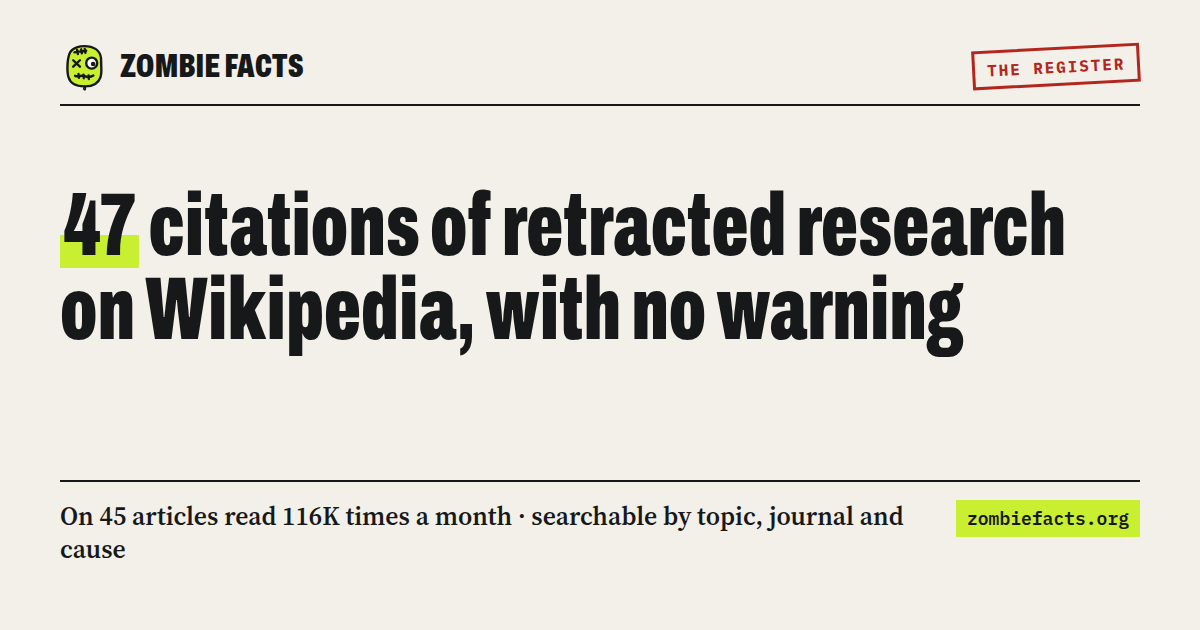 ZOMBIE FACTS
THE REGISTER
47 citations of retracted research
on Wikipedia, with no warning
On 45 articles read 116K times a month · searchable by topic, journal and
cause
zombiefacts.org